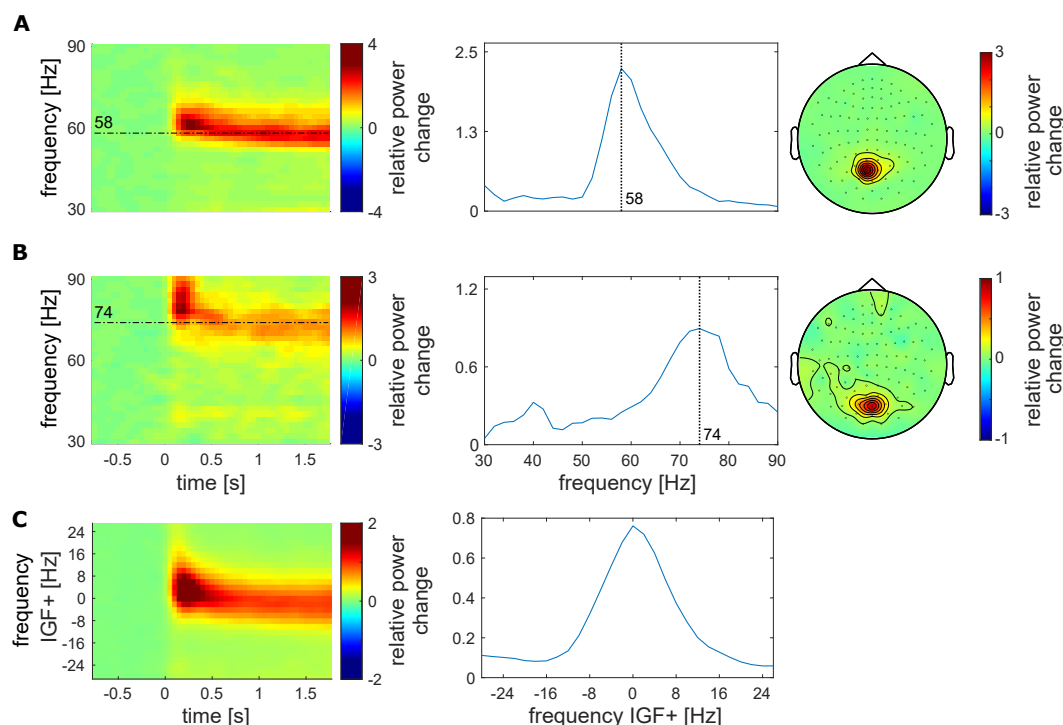 A
frequency [Hz]
90
60
30
58
4
0
-4
relative power
change
2.5
1.3
0
58
3
0
-3
relative power
change
B
frequency [Hz]
90
60
30
74
-0.5 0 0.5 1 1.5
time [s]
3
0
-3
relative power
change
1.2
0.6
0
74
30 40 50 60 70 80 90
frequency [Hz]
1
0
-1
relative power
change
C
frequency
IGF+ [Hz]
24
16
8
0
-8
-16
-24
-0.5 0 0.5 1 1.5
time [s]
2
0
-2
relative power
change
0.8
0.6
0.4
0.2
0
-24 -16 -8 0 8 16 24
frequency IGF+ [Hz]